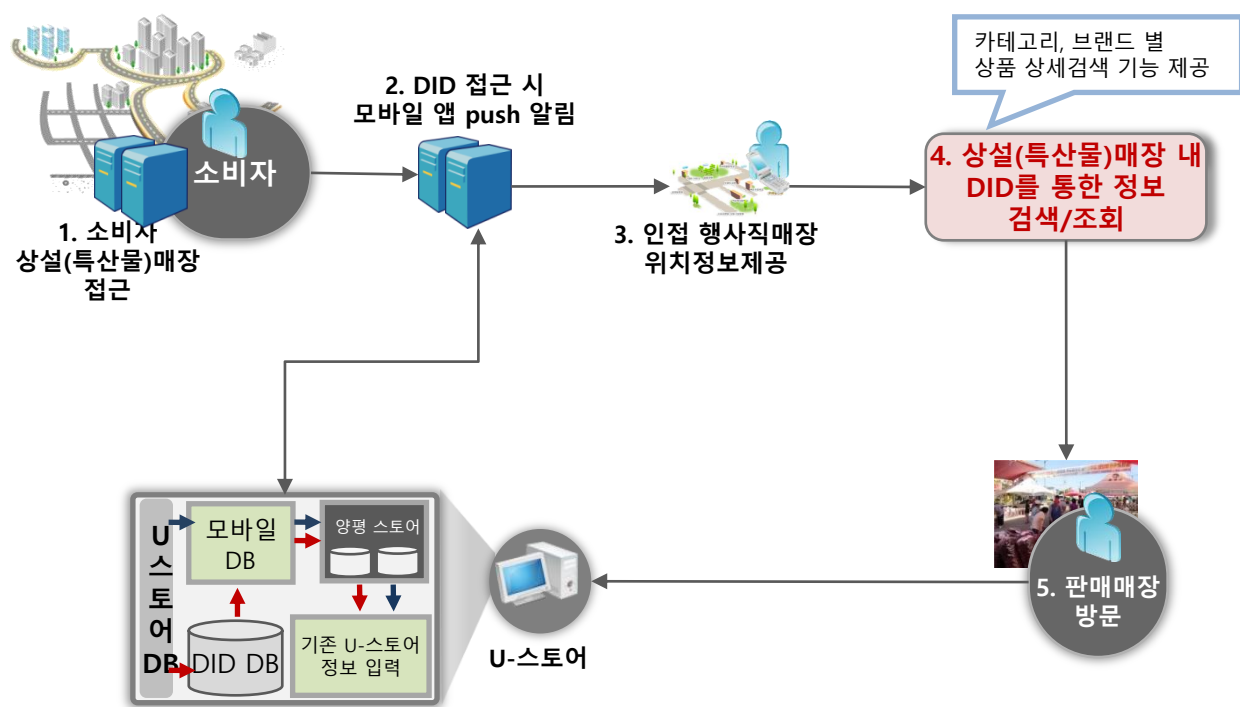 카테고리, 브랜드 별
상품 상세검색 기능 제공
2. DID 접근 시
모바일 앱 push 알림
소비자
4. 상설(특산물)매장 내
DID를 통한 정보
검색/조회
1. 소비자
상설(특산물)매장
접근
3. 인접 행사직매장
위치정보제공
U
스
토
어
DB
모바일
DB
양평 스토어
DID DB
기존 U-스토어
정보 입력
U-스토어
5. 판매매장
방문